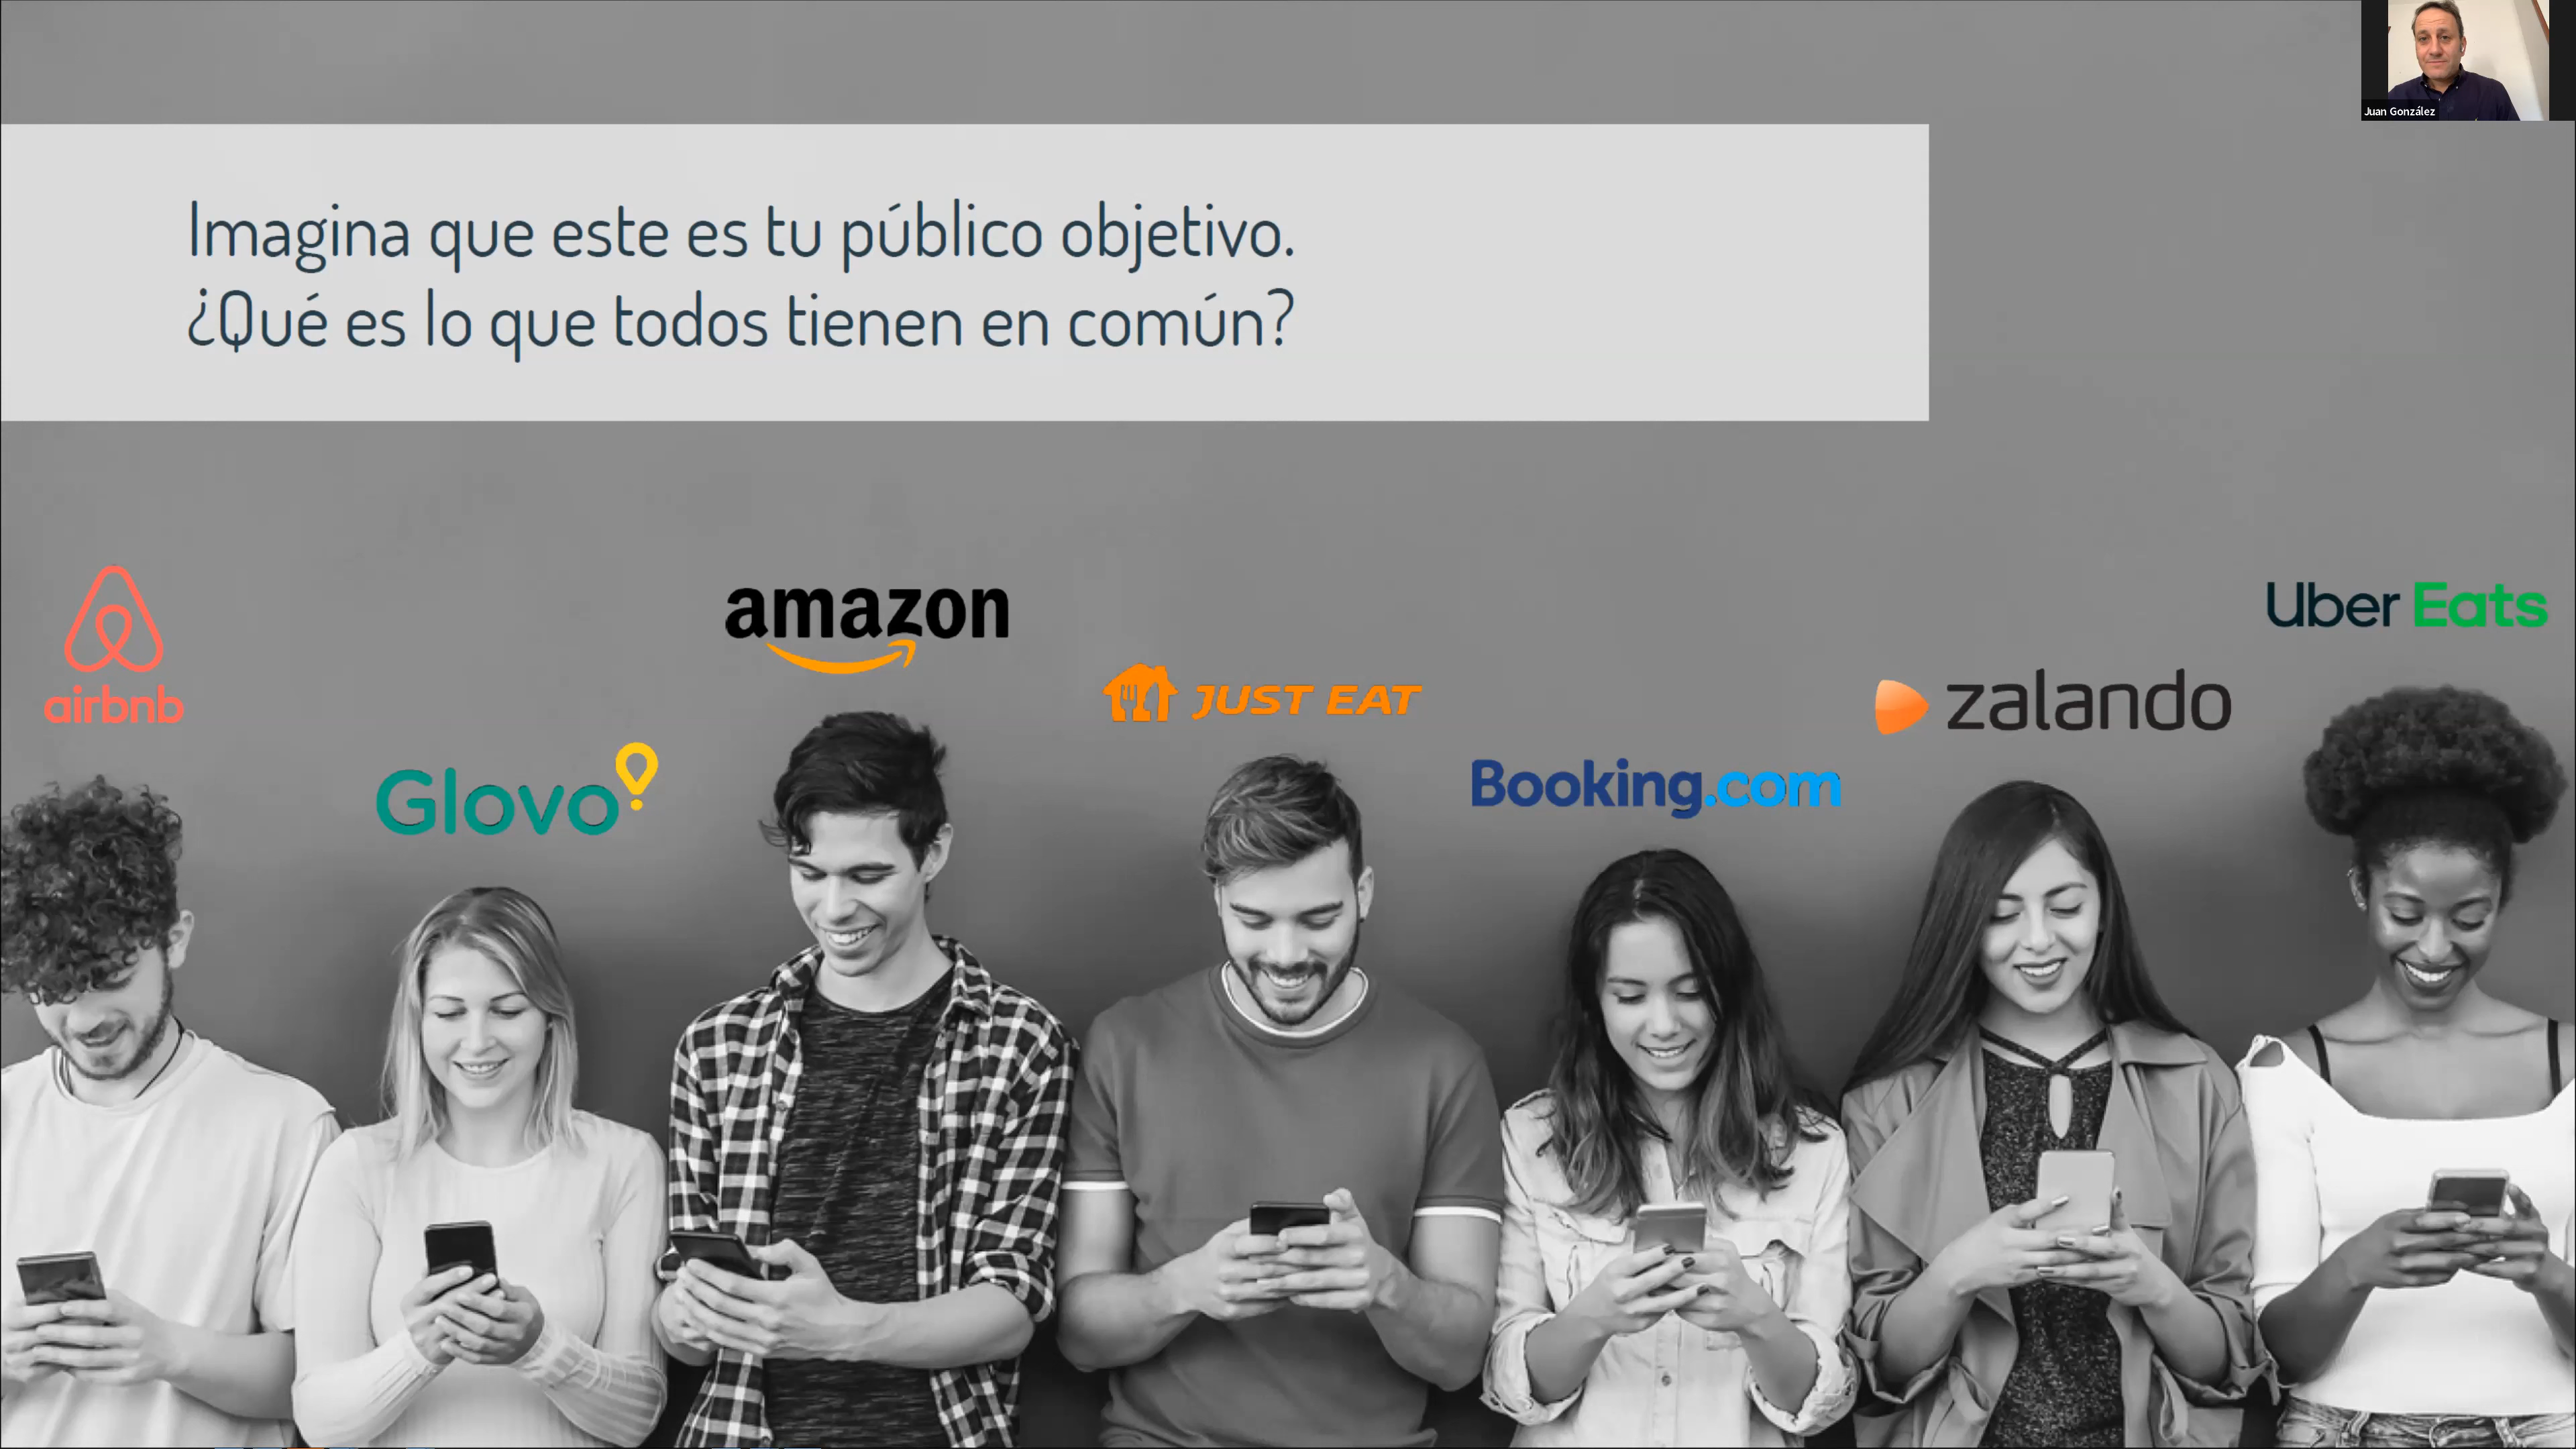 Juan González
Imagina que este es tu público objetivo.
¿Qué es lo que todos tienen en común?
airbnb
Glovo
amazon
JUST EAT
Booking.com
zalando
Uber Eats